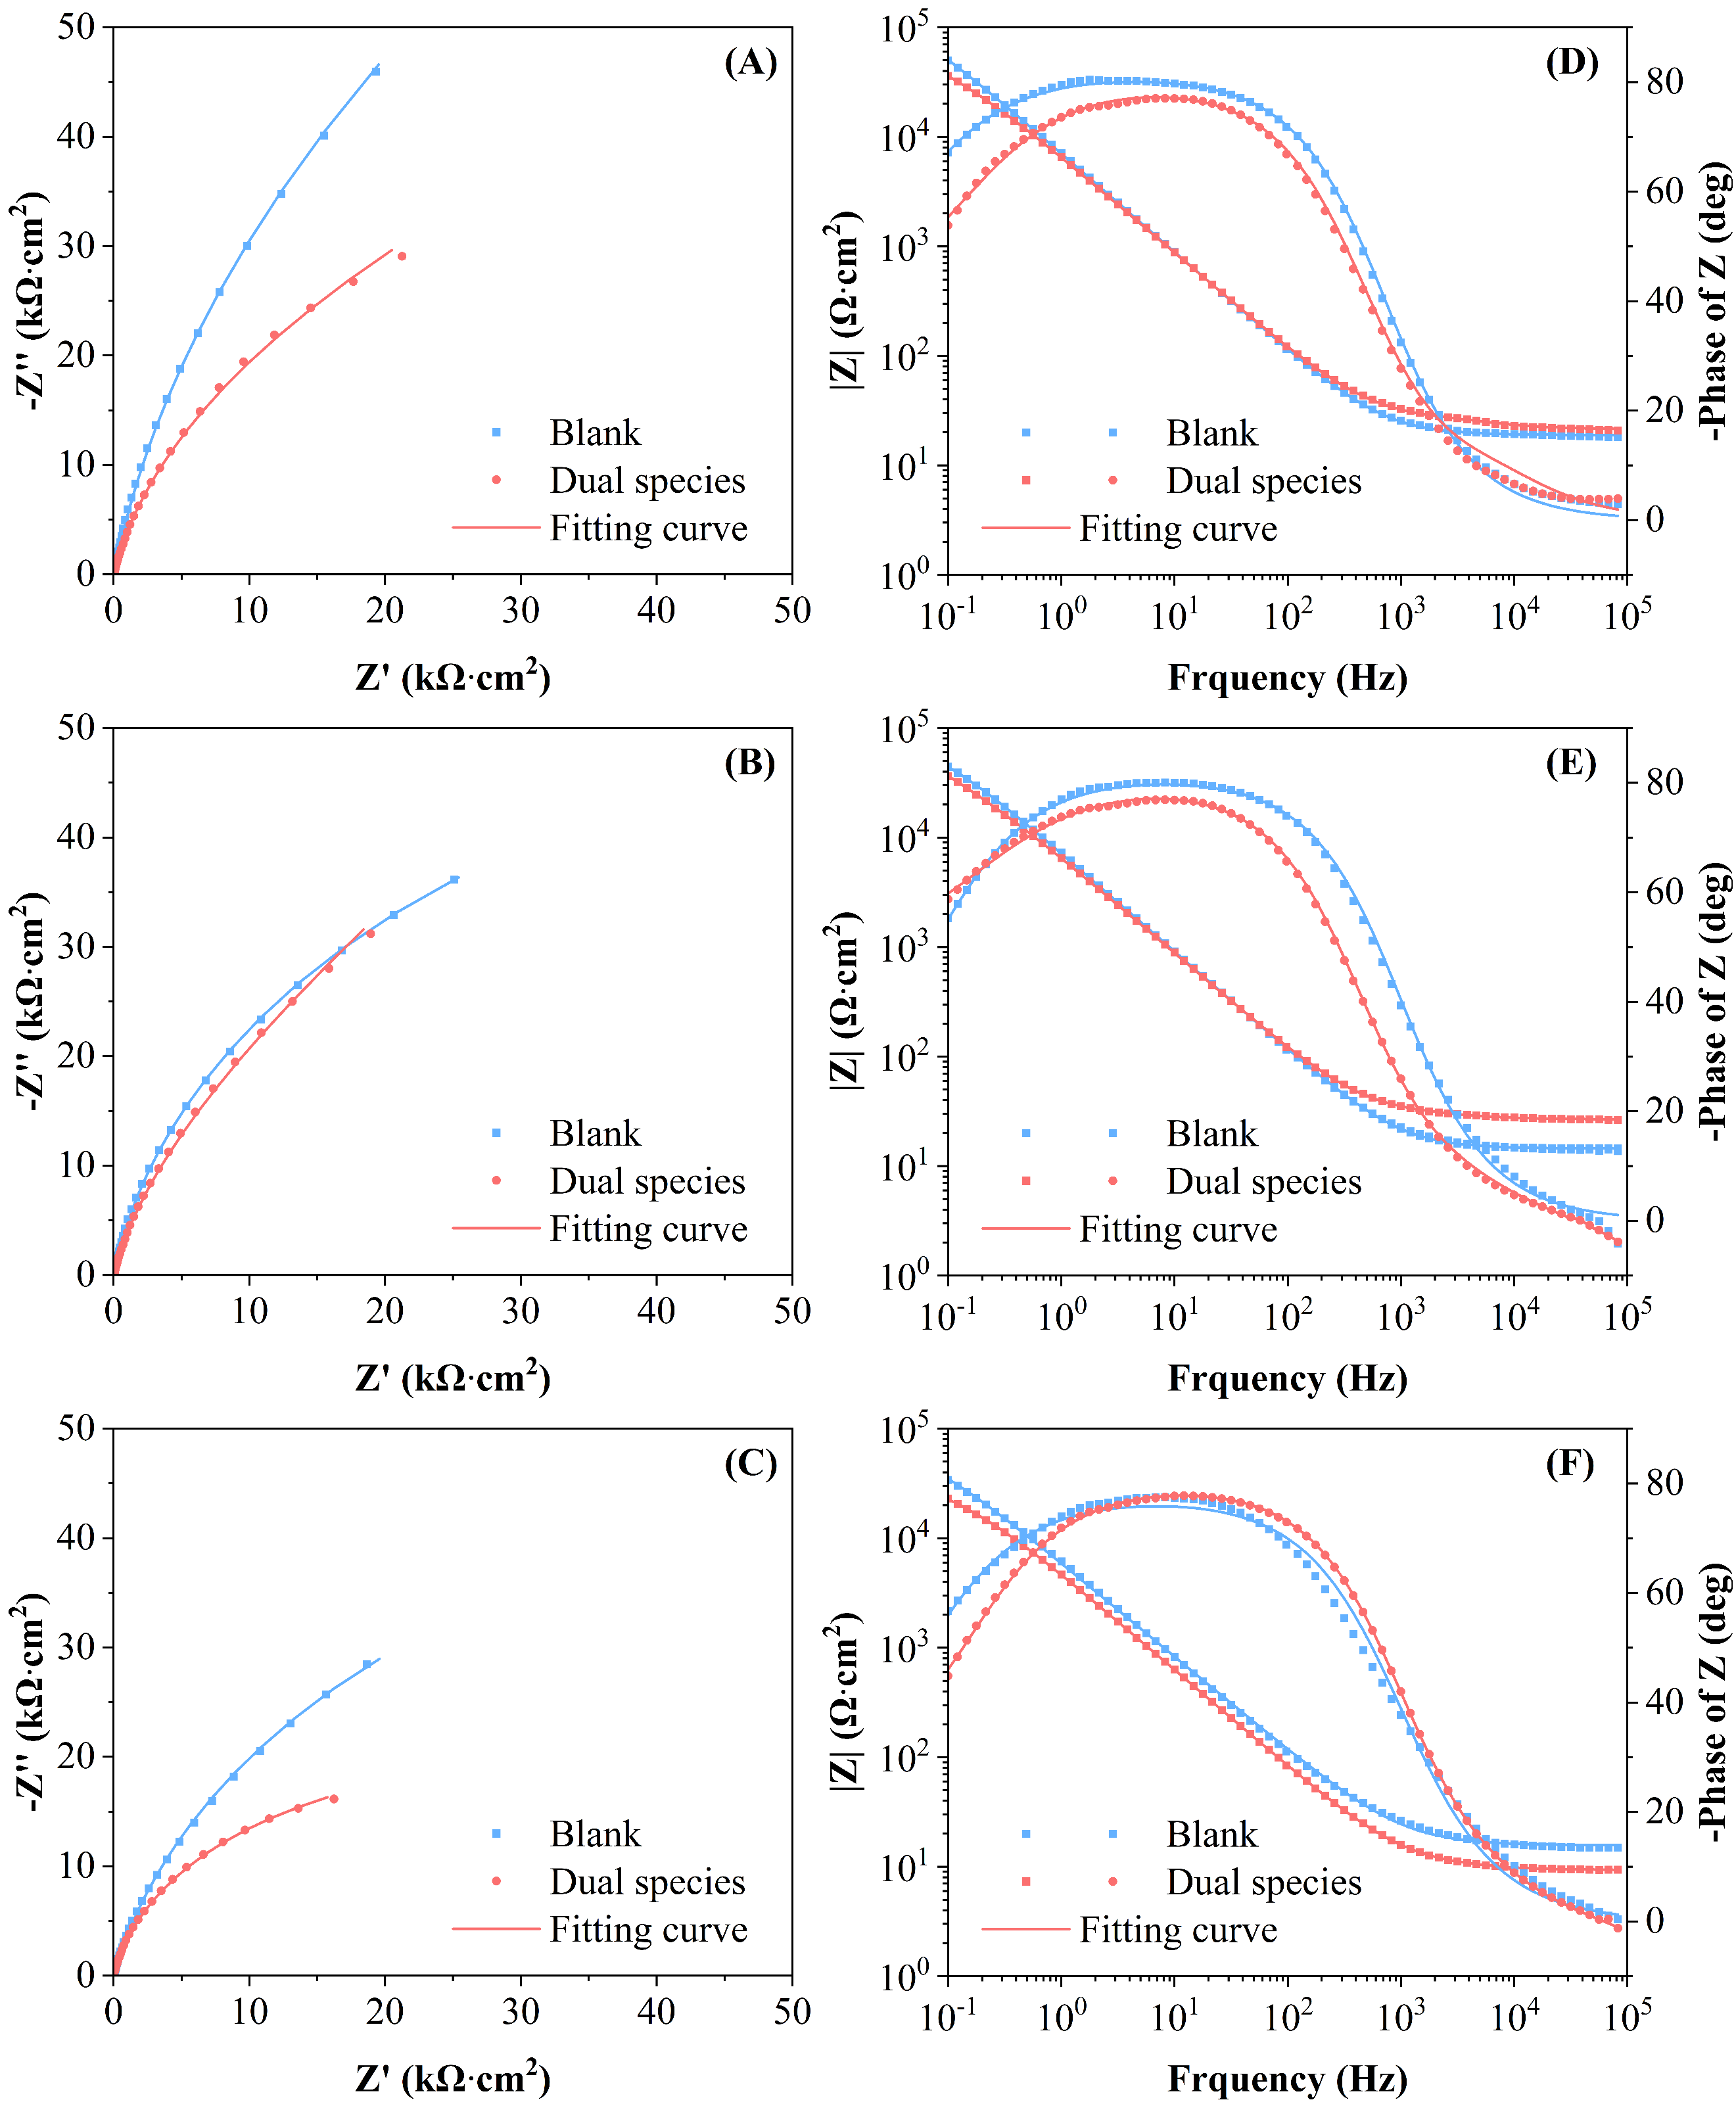 50
40
30
20
10
0
-Z'' (kΩ·cm²)
(A)
Blank
Dual species
Fitting curve
0 10 20 30 40 50
Z' (kΩ·cm²)
10⁵
10⁴
10³
10²
10¹
10⁰
|Z| (Ω·cm²)
(D)
Blank
Dual species
Fitting curve
80
60
40
20
0
-Phase of Z (deg)
10⁻¹ 10⁰ 10¹ 10² 10³ 10⁴ 10⁵
Frquency (Hz)
50
40
30
20
10
0
-Z'' (kΩ·cm²)
(B)
Blank
Dual species
Fitting curve
0 10 20 30 40 50
Z' (kΩ·cm²)
10⁵
10⁴
10³
10²
10¹
10⁰
|Z| (Ω·cm²)
(E)
Blank
Dual species
Fitting curve
80
60
40
20
0
-Phase of Z (deg)
10⁻¹ 10⁰ 10¹ 10² 10³ 10⁴ 10⁵
Frquency (Hz)
50
40
30
20
10
0
-Z'' (kΩ·cm²)
(C)
Blank
Dual species
Fitting curve
0 10 20 30 40 50
Z' (kΩ·cm²)
10⁵
10⁴
10³
10²
10¹
10⁰
|Z| (Ω·cm²)
(F)
Blank
Dual species
Fitting curve
80
60
40
20
0
-Phase of Z (deg)
10⁻¹ 10⁰ 10¹ 10² 10³ 10⁴ 10⁵
Frquency (Hz)